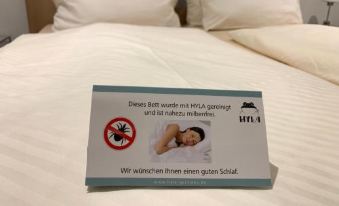 Dieses Bett wurde mit HYLA gereinigt
und ist nahezu milbenfrei.
HYLA
Wir wünschen Ihnen einen guten Schlaf.